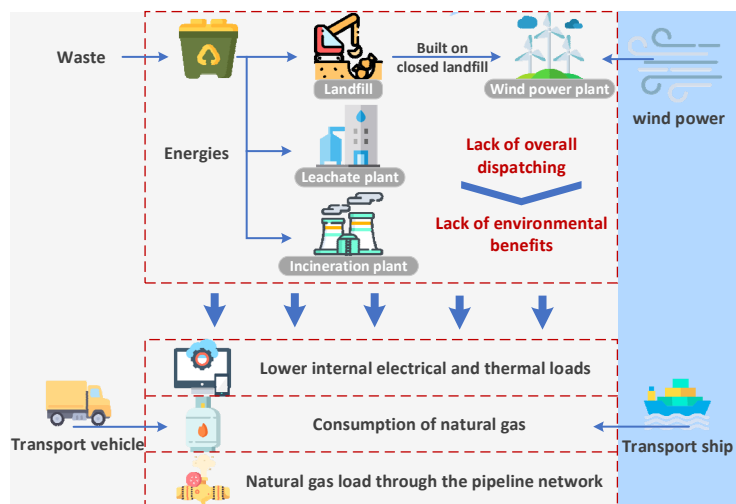 Waste
Built on
closed landfill
Landfill
Wind power plant
wind power
Energies
Lack of overall
dispatching
Leachate plant
Lack of environmental
benefits
Incineration plant
Lower internal electrical and thermal loads
Transport vehicle
Consumption of natural gas
Transport ship
Natural gas load through the pipeline network